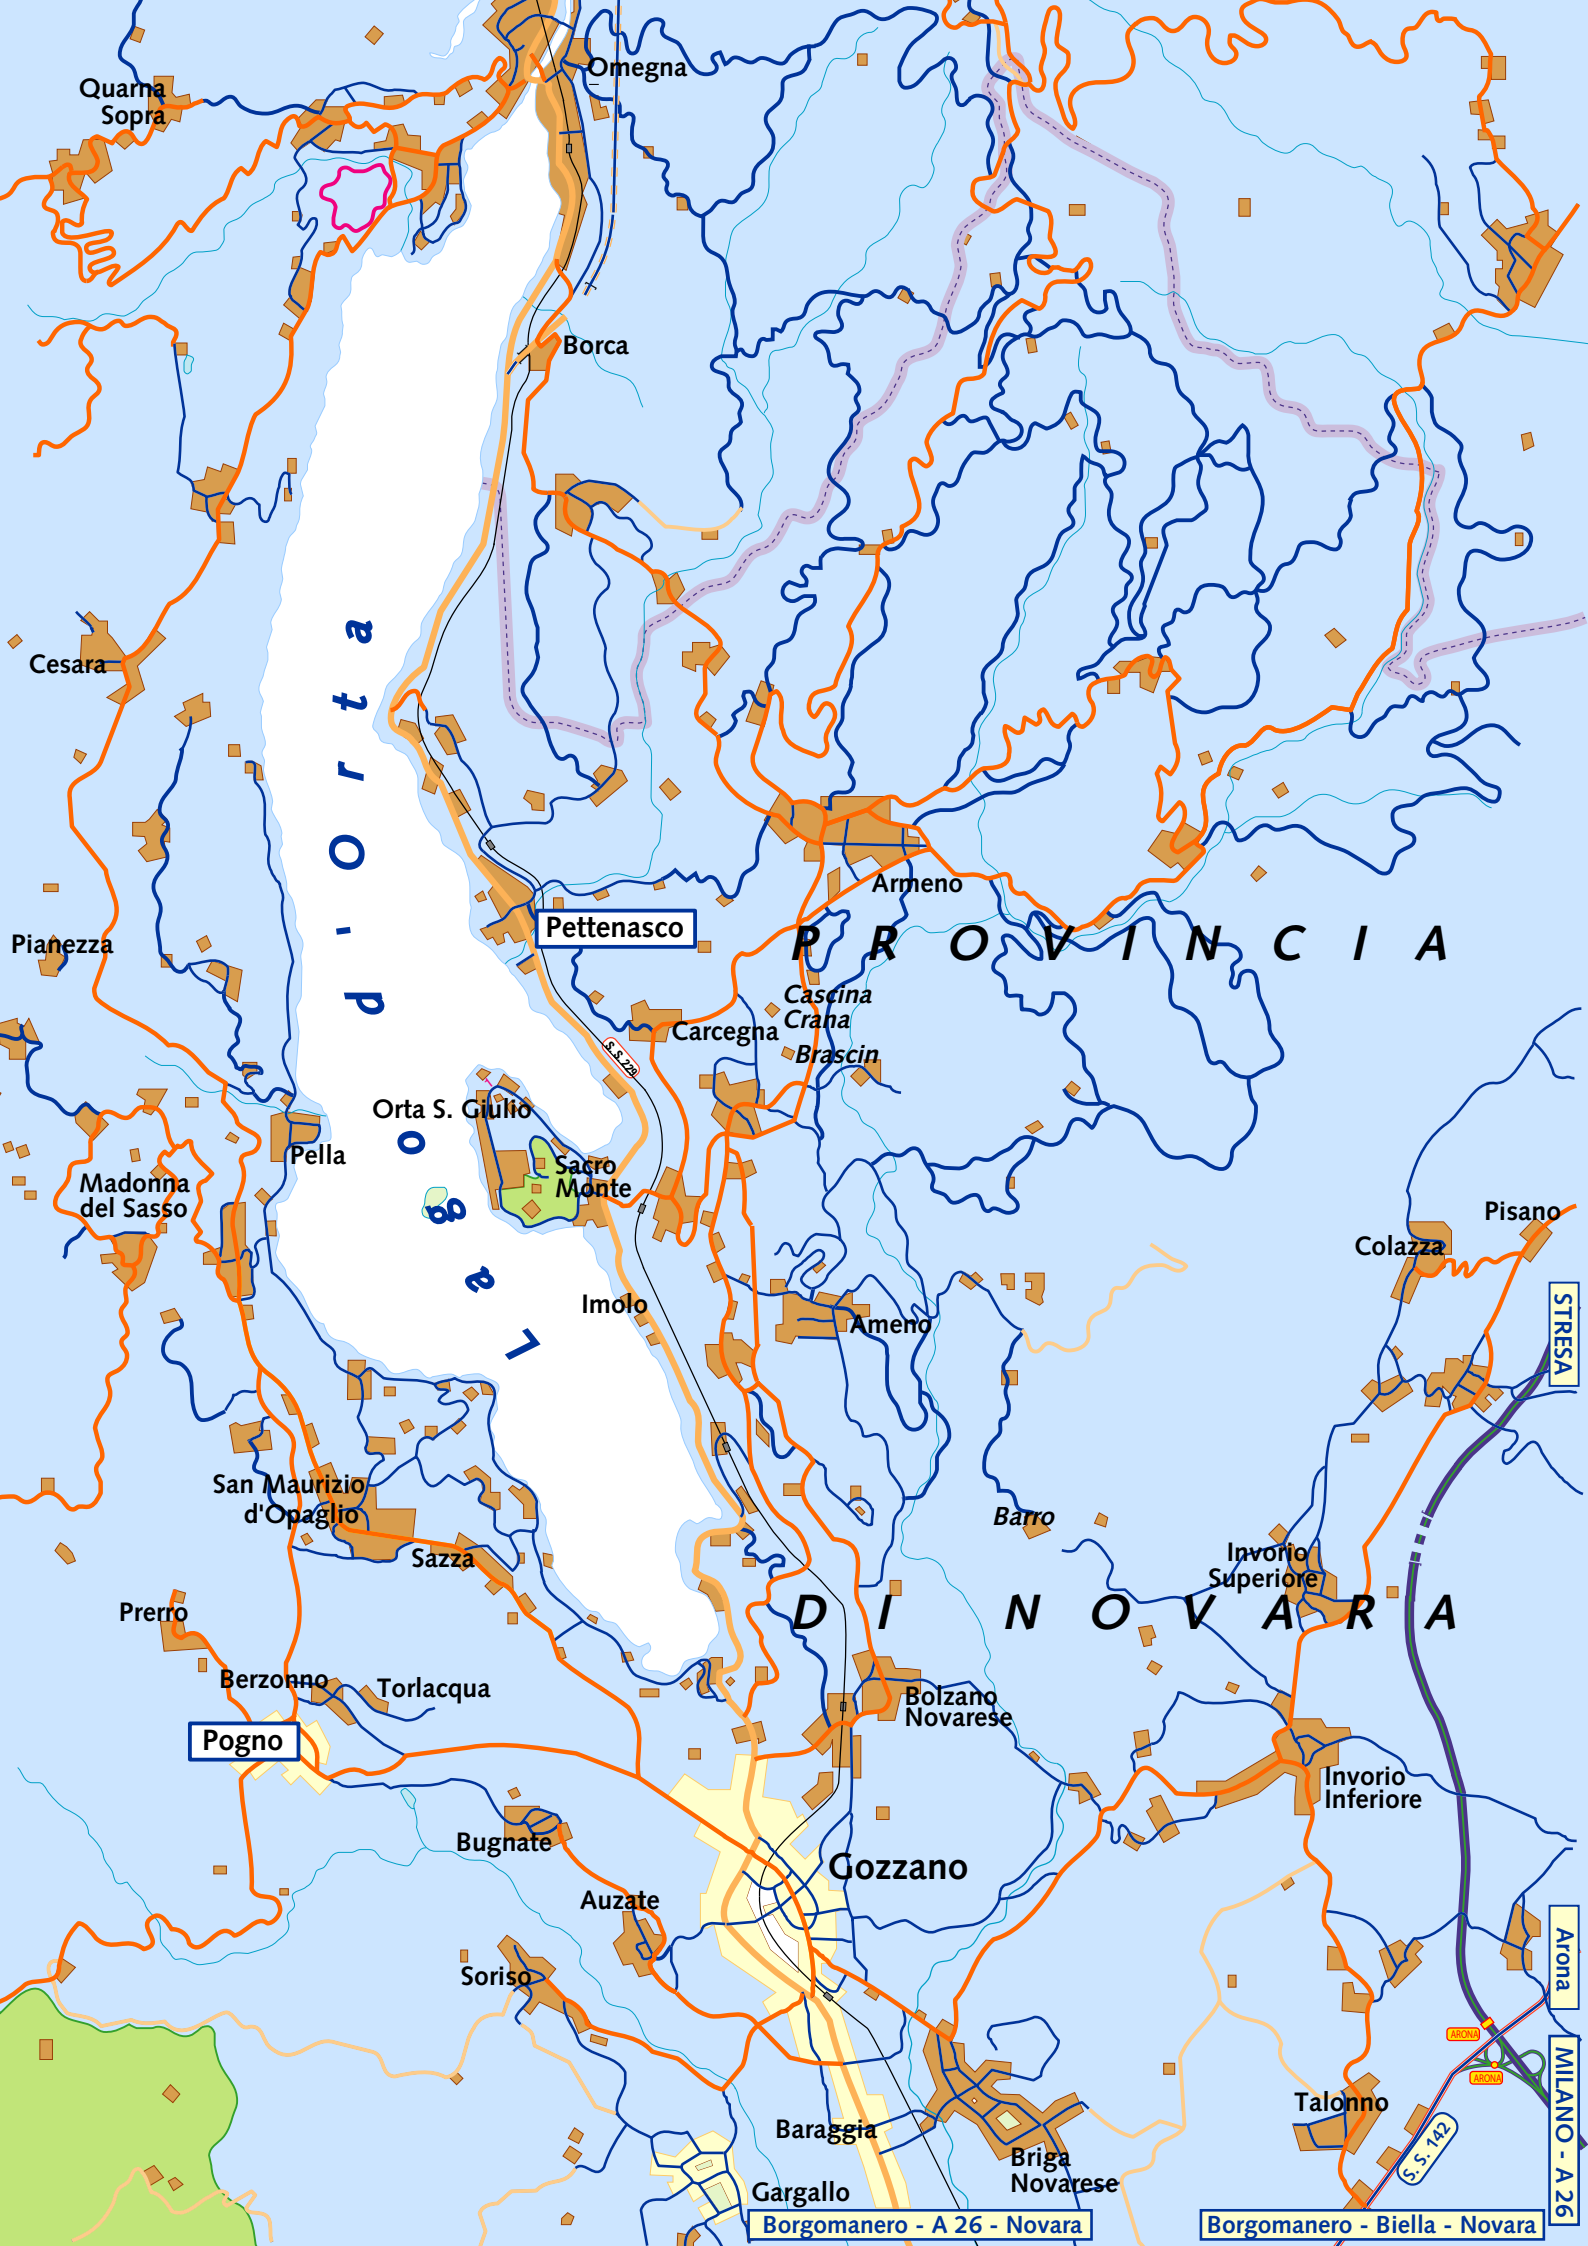 Omegna
Quarna
Sopra
Borca
Cesara
Lago d'Orta
Armeno
Pettenasco
PROVINCIA
Pianezza
Cascina
Crana
Carcegna
Brascin
S.S. 229
Orta S. Giulio
Pella
Sacro
Monte
Madonna
del Sasso
Pisano
Colazza
Imolo
Ameno
STRESA
San Maurizio
d'Opaglio
Barro
Sazza
Invorio
Superiore
Prerro
DI NOVARA
Berzonno
Torlacqua
Bolzano
Novarese
Pogno
Invorio
Inferiore
Bugnate
Gozzano
Auzate
Arona
Soriso
ARONA
ARONA
MILANO - A 26
Talonno
Baraggia
S. S. 142
Briga
Novarese
Gargallo
Borgomanero - A 26 - Novara
Borgomanero - Biella - Novara